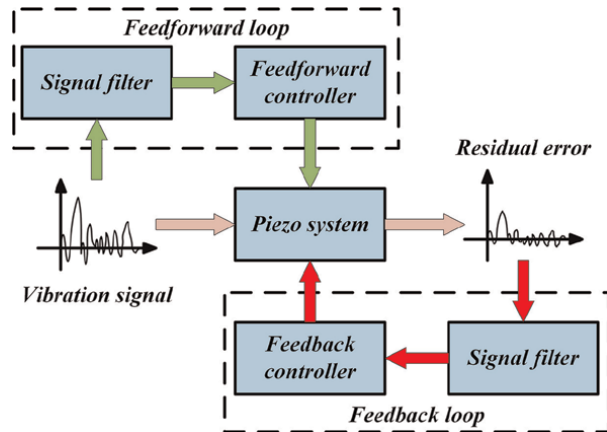 Feedforward loop
Signal filter
Feedforward
controller
Residual error
Piezo system
Vibration signal
Feedback
controller
Signal filter
Feedback loop